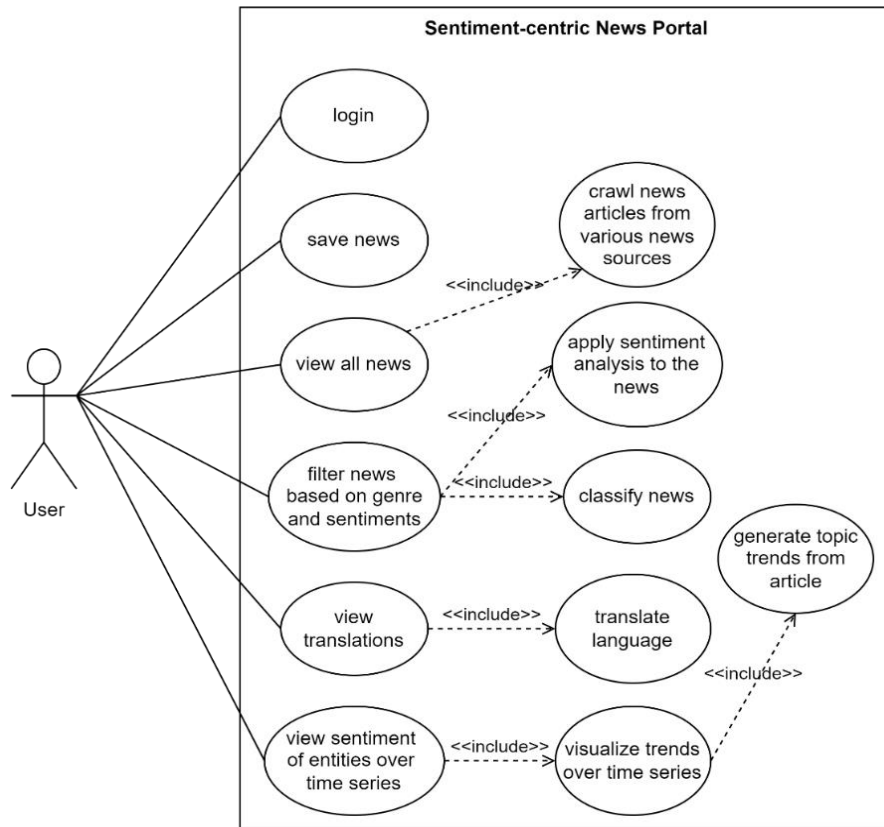 Sentiment-centric News Portal
login
save news
crawl news
articles from
various news
sources
<<include>>
view all news
apply sentiment
analysis to the
news
<<include>>
filter news
based on genre
and sentiments
<<include>>
classify news
User
generate topic
trends from
article
view
translations
<<include>>
translate
language
<<include>>
view sentiment
of entities over
time series
<<include>>
visualize trends
over time series